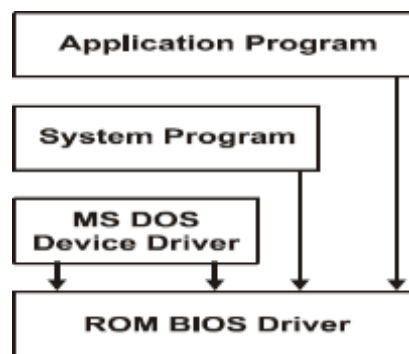 Application Program
System Program
MS DOS
Device Driver
ROM BIOS Driver